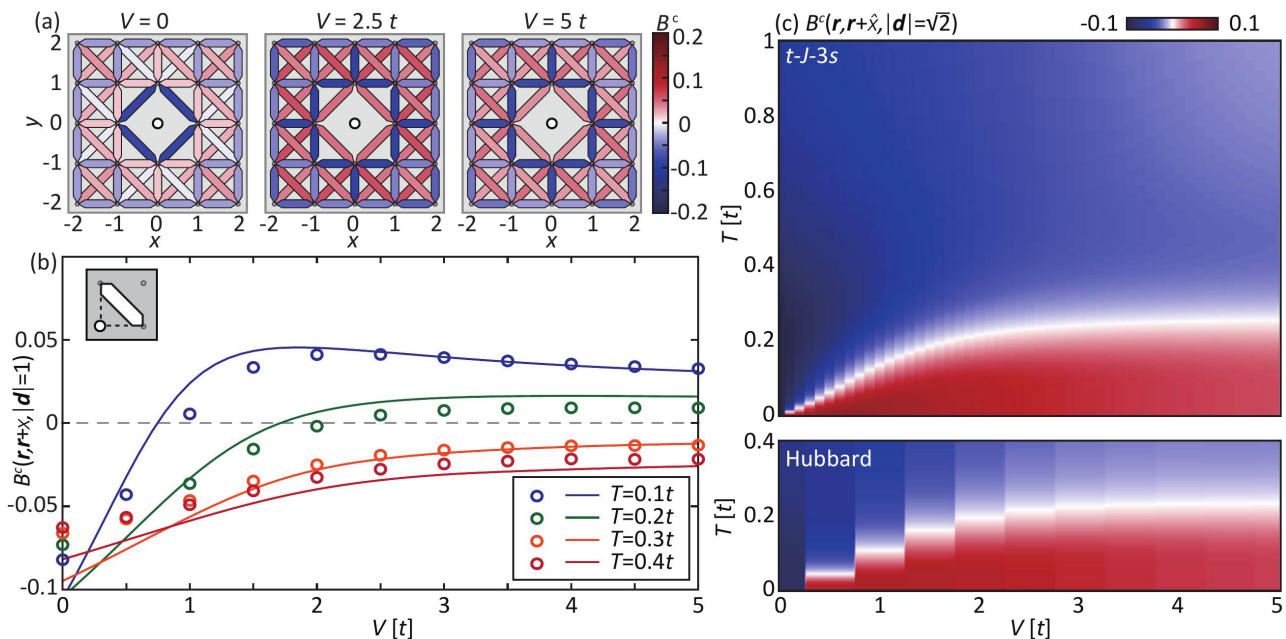 (a) V = 0 V = 2.5 t V = 5 t Bᶜ
2 1 0 -1 -2
y
-2 -1 0 1 2
x
-2 -1 0 1 2
x
-2 -1 0 1 2
x
0.2
0.1
0
-0.1
-0.2
(b)
0.05
0
-0.05
-0.1
Bᶜ(r,r+x,|d|=1)
T=0.1t
T=0.2t
T=0.3t
T=0.4t
0 1 2 3 4 5
V [t]
(c) Bᶜ(r,r+x̂,|d|=√2) -0.1 0.1
t-J-3s
1
0.8
0.6
0.4
0.2
0
T [t]
Hubbard
0.4
0.2
0
T [t]
0 1 2 3 4 5
V [t]